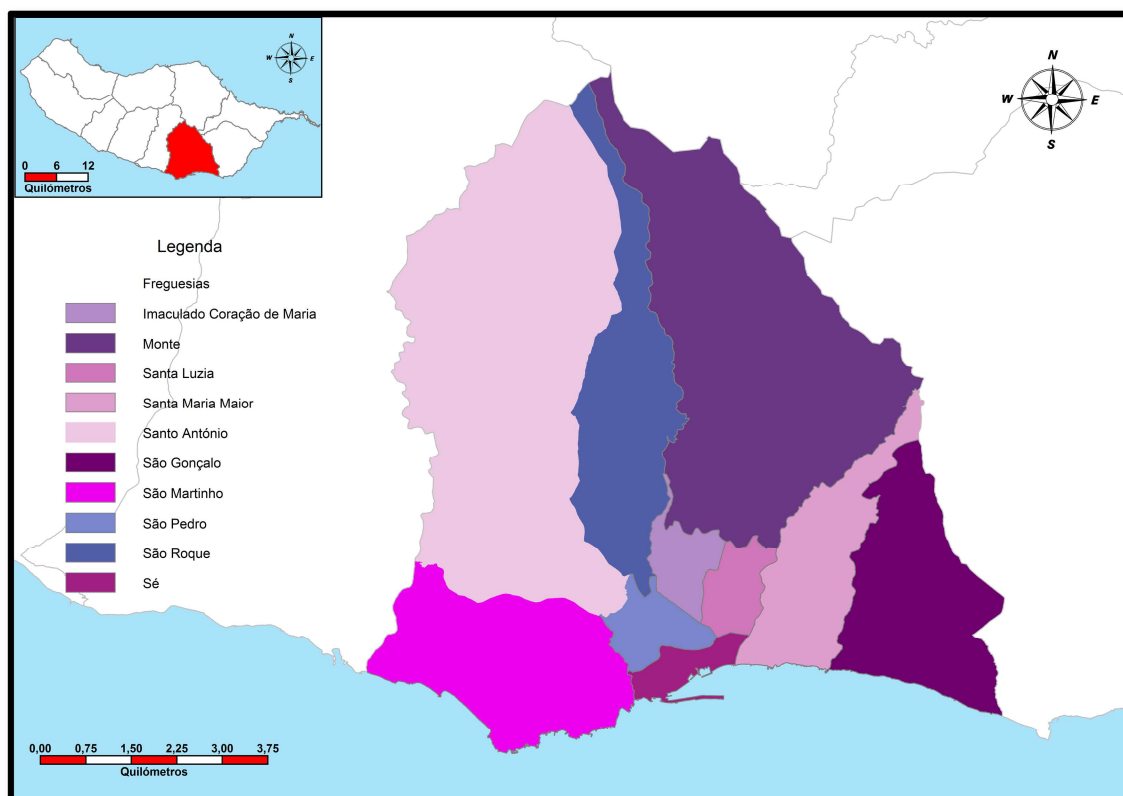 N
W E
S
0 6 12
Quilómetros
N
W E
S
Legenda
Freguesias
Imaculado Coração de Maria
Monte
Santa Luzia
Santa Maria Maior
Santo António
São Gonçalo
São Martinho
São Pedro
São Roque
Sé
0,00 0,75 1,50 2,25 3,00 3,75
Quilómetros